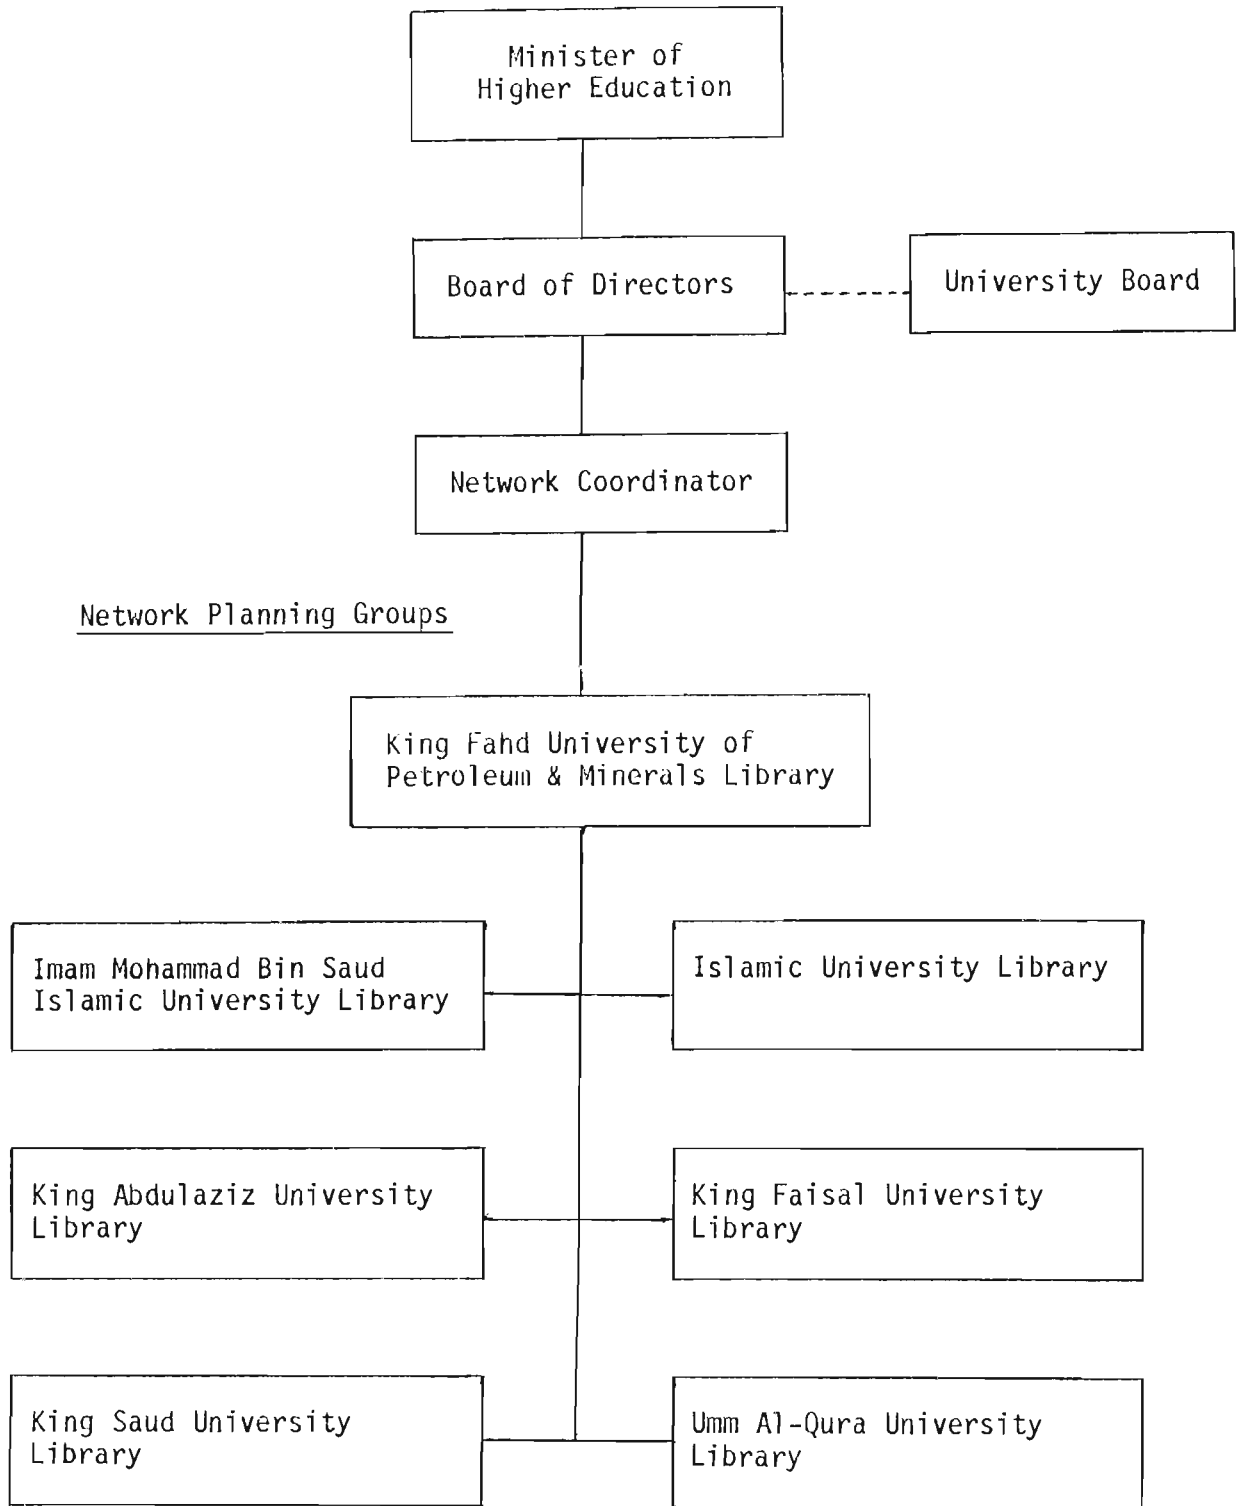 Minister of
Higher Education
Board of Directors
University Board
Network Coordinator
Network Planning Groups
King Fahd University of
Petroleum & Minerals Library
Imam Mohammad Bin Saud
Islamic University Library
Islamic University Library
King Abdulaziz University
Library
King Faisal University
Library
King Saud University
Library
Umm Al-Qura University
Library